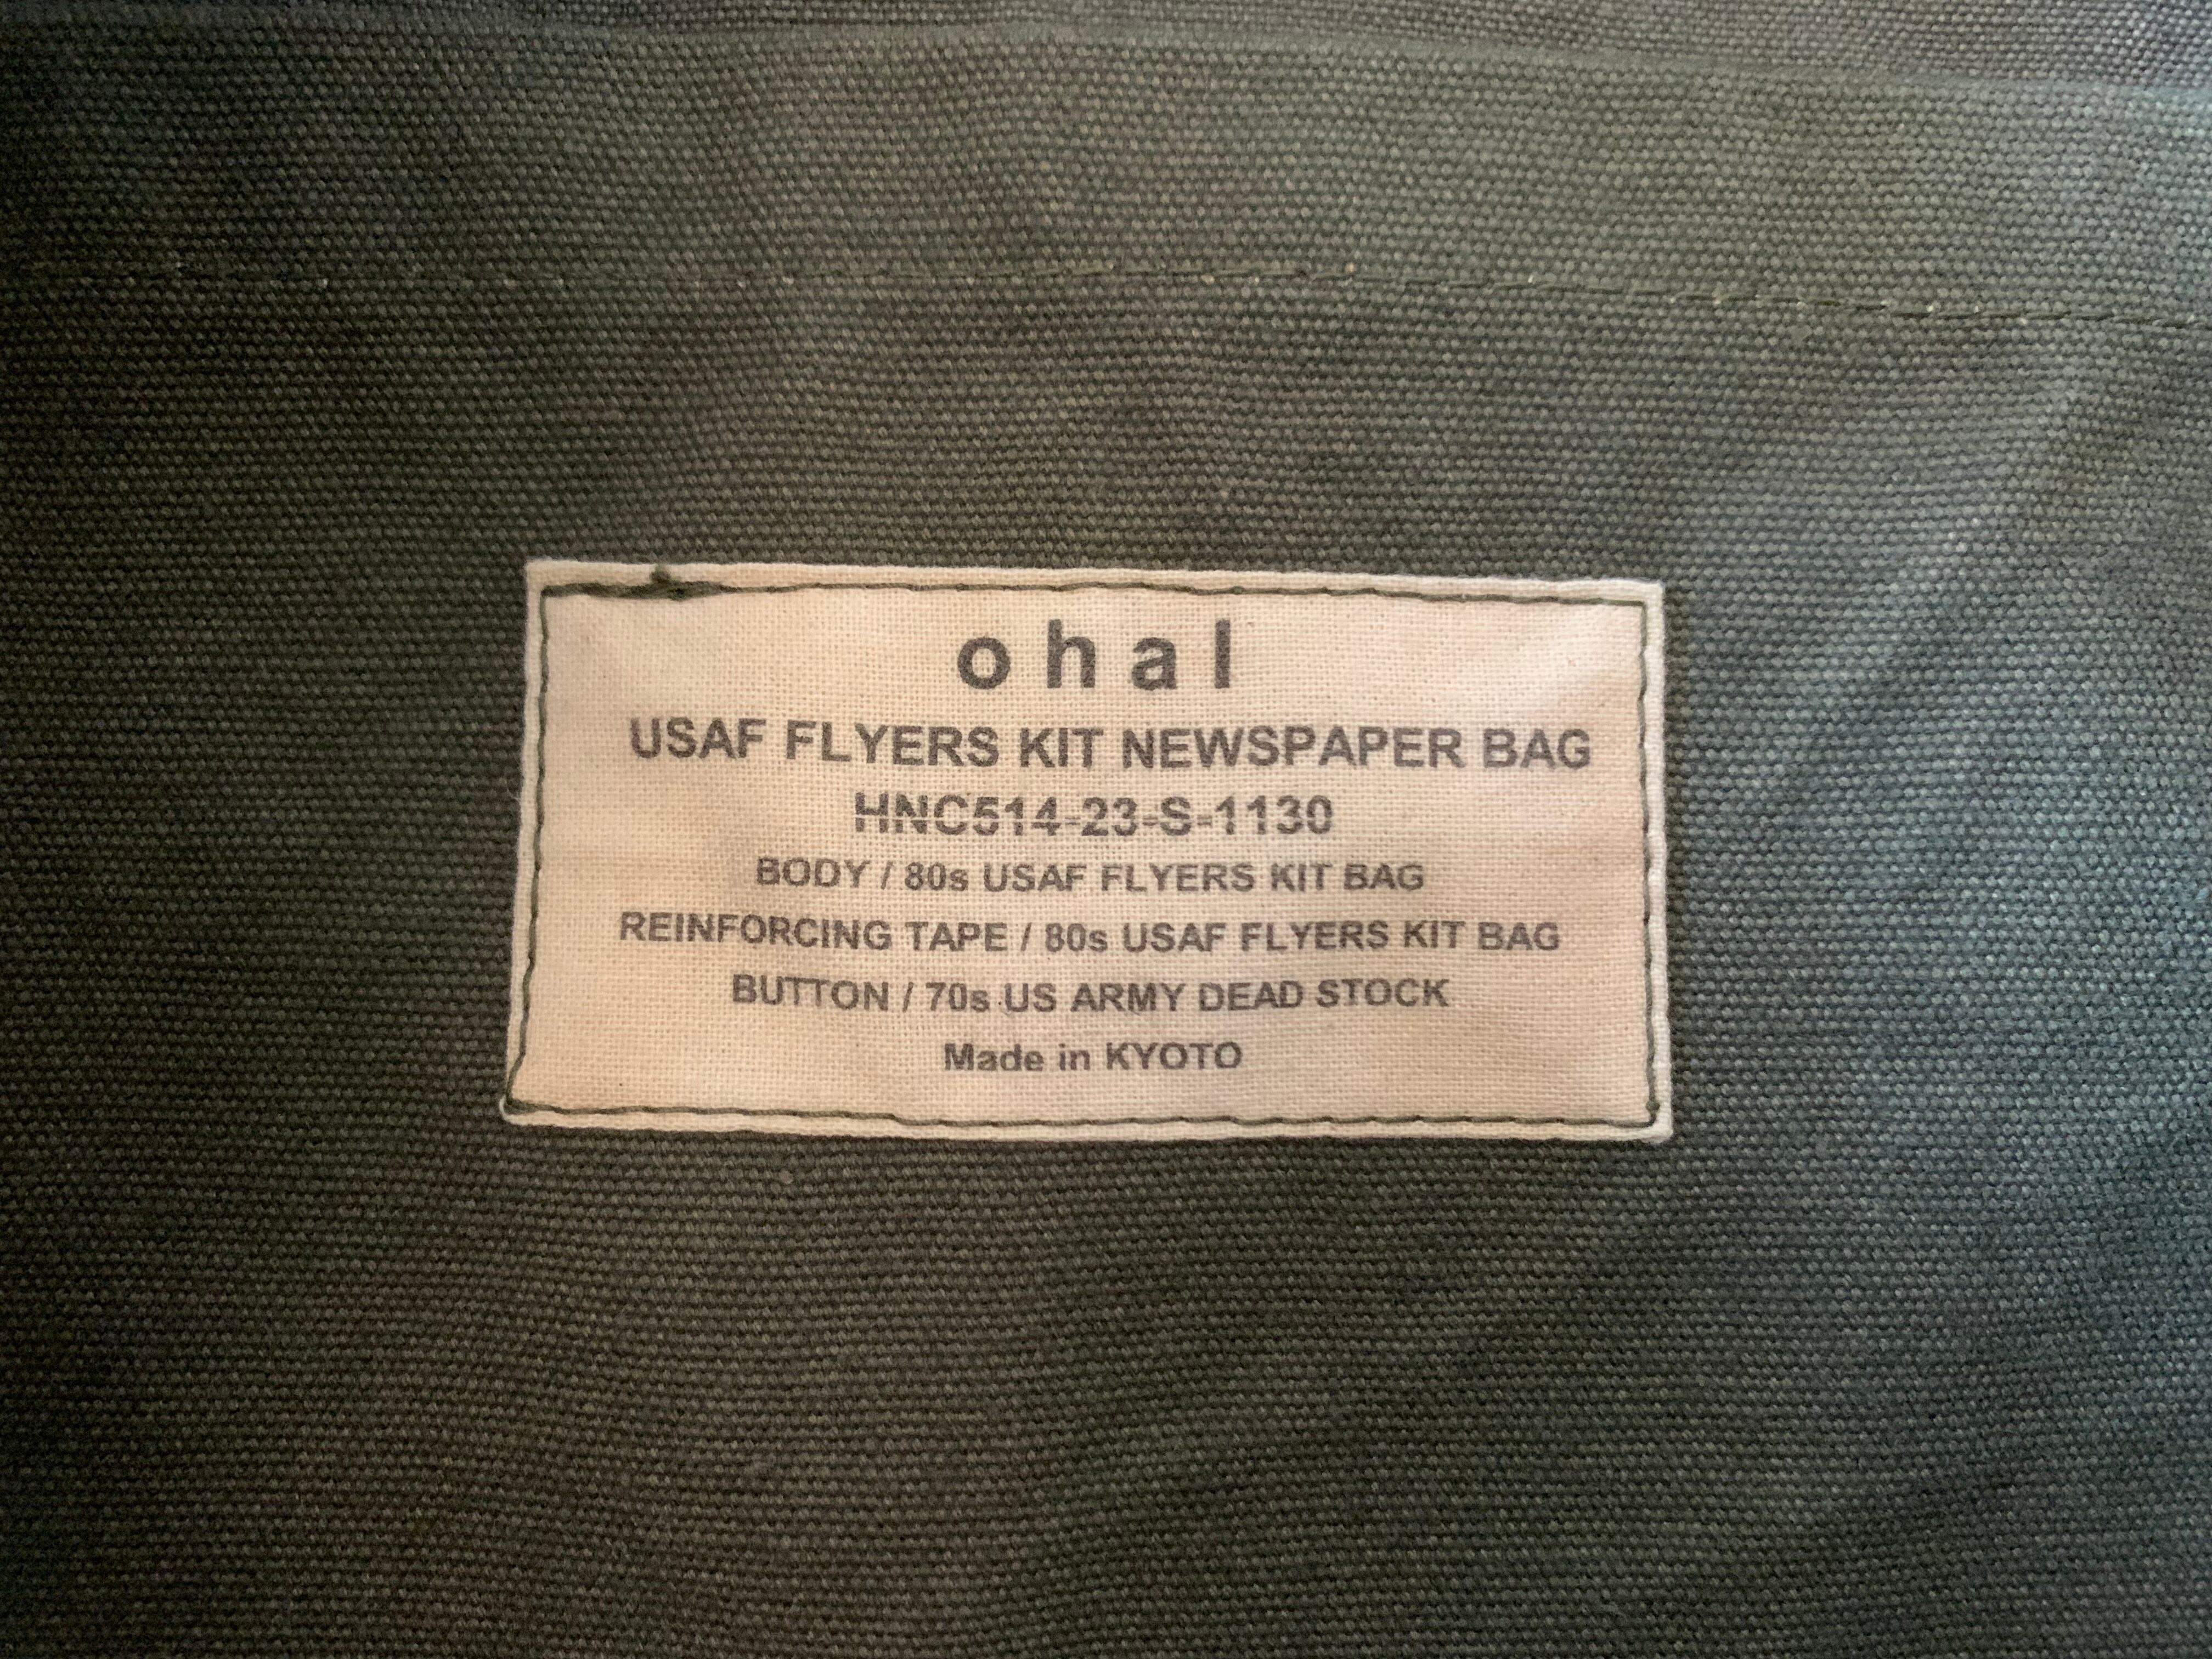 ohal
USAF FLYERS KIT NEWSPAPER BAG
HNC514-23-S-1130
BODY / 80s USAF FLYERS KIT BAG
REINFORCING TAPE / 80s USAF FLYERS KIT BAG
BUTTON / 70s US ARMY DEAD STOCK
Made in KYOTO